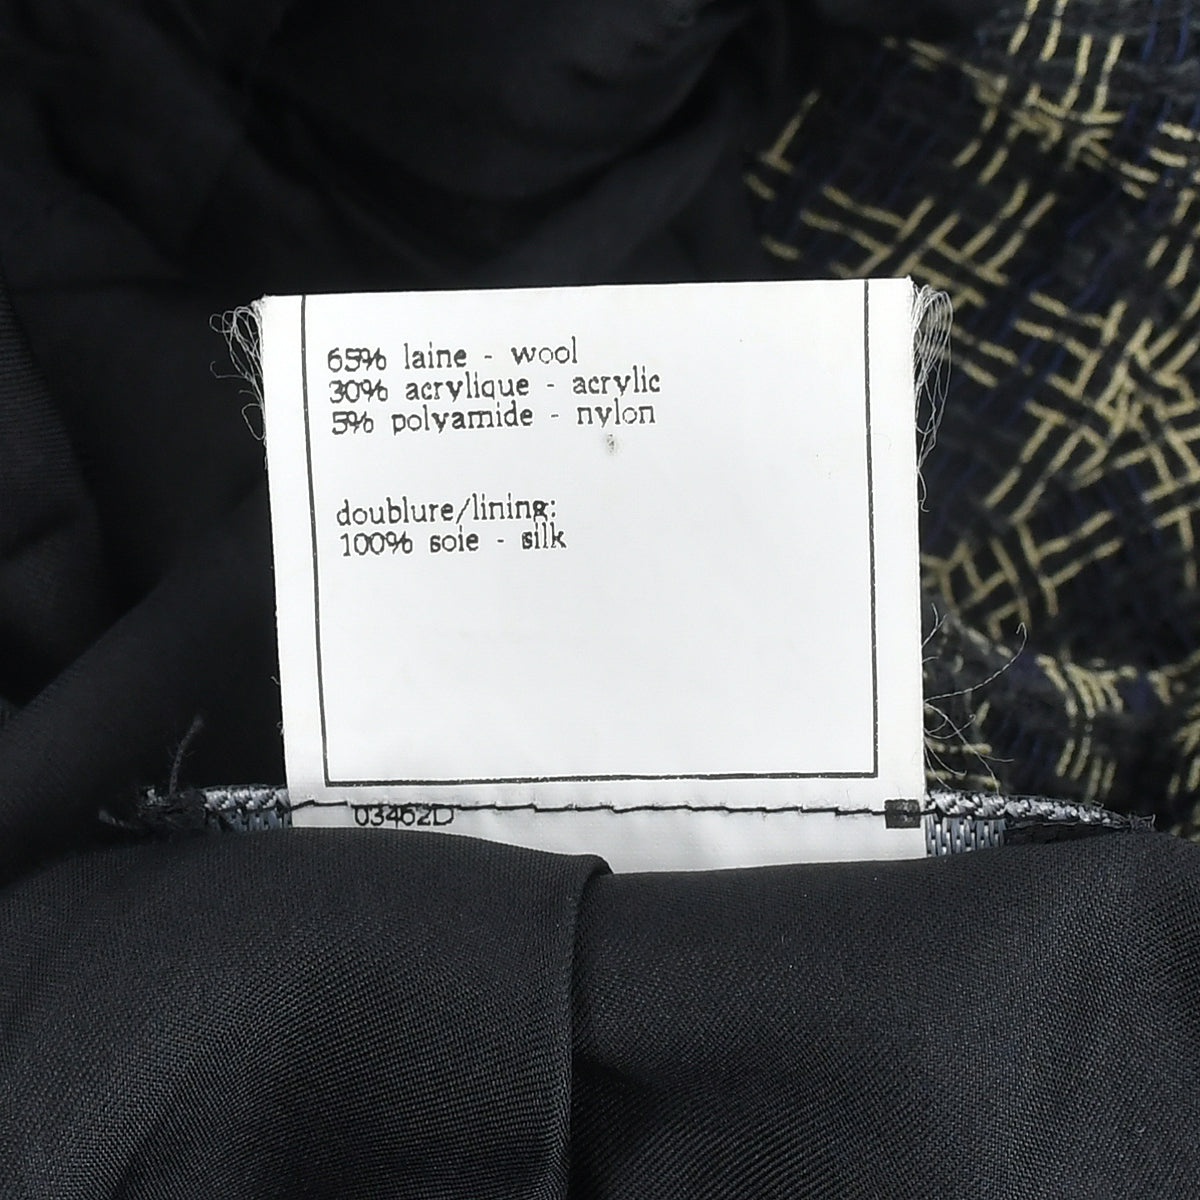 65% laine - wool
30% acrylique - acrylic
5% polyamide - nylon
doublure/lining:
100% soie - silk
03462D